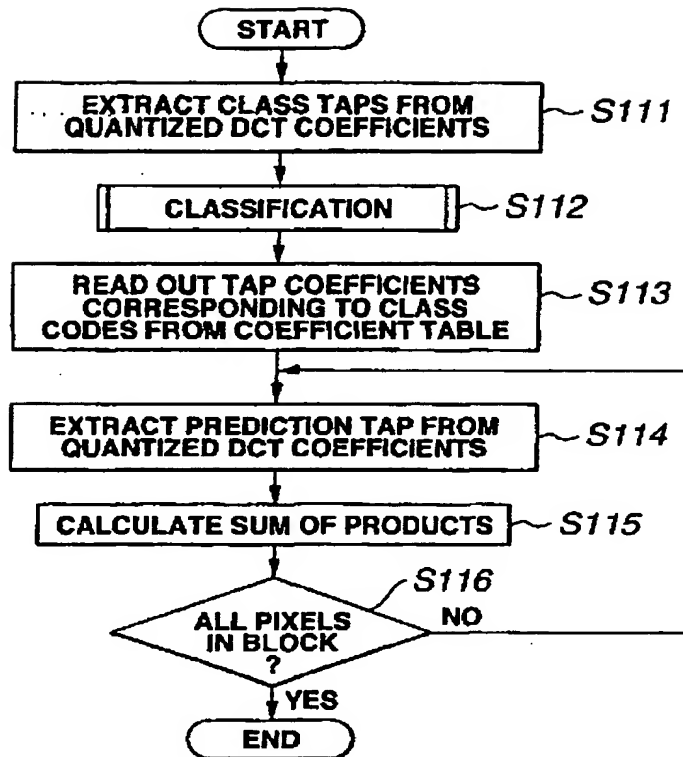 START
EXTRACT CLASS TAPS FROM
QUANTIZED DCT COEFFICIENTS
S111
CLASSIFICATION
S112
READ OUT TAP COEFFICIENTS
CORRESPONDING TO CLASS
CODES FROM COEFFICIENT TABLE
S113
EXTRACT PREDICTION TAP FROM
QUANTIZED DCT COEFFICIENTS
S114
CALCULATE SUM OF PRODUCTS
S115
S116
ALL PIXELS
IN BLOCK
?
NO
YES
END